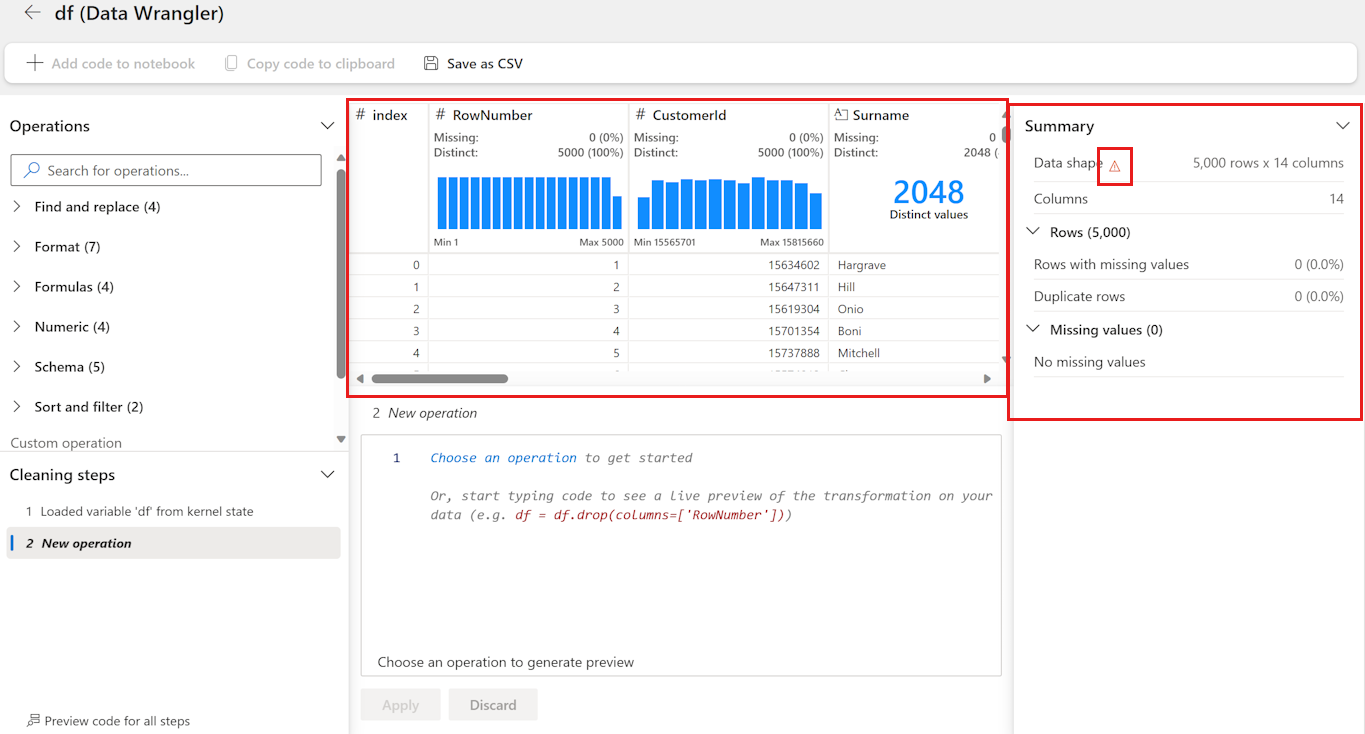 df (Data Wrangler)
Add code to notebook
Copy code to clipboard
Save as CSV
Operations
Search for operations...
Find and replace (4)
Format (7)
Formulas (4)
Numeric (4)
Schema (5)
Sort and filter (2)
Custom operation
Cleaning steps
1 Loaded variable 'df' from kernel state
2 New operation
Preview code for all steps
# index # RowNumber # CustomerId Surname
Missing: 0 (0%) Missing: 0 (0%) Missing: 0
Distinct: 5000 (100%) Distinct: 5000 (100%) Distinct: 2048 (
2048
Distinct values
Min 1 Max 5000 Min 15565701 Max 15815660
0 1 15634602 Hargrave
1 2 15647311 Hill
2 3 15619304 Onio
3 4 15701354 Boni
4 5 15737888 Mitchell
2 New operation
1 Choose an operation to get started
Or, start typing code to see a live preview of the transformation on your
data (e.g. df = df.drop(columns=['RowNumber']))
Choose an operation to generate preview
Apply
Discard
Summary
Data shape 5,000 rows x 14 columns
Columns 14
Rows (5,000)
Rows with missing values 0 (0.0%)
Duplicate rows 0 (0.0%)
Missing values (0)
No missing values